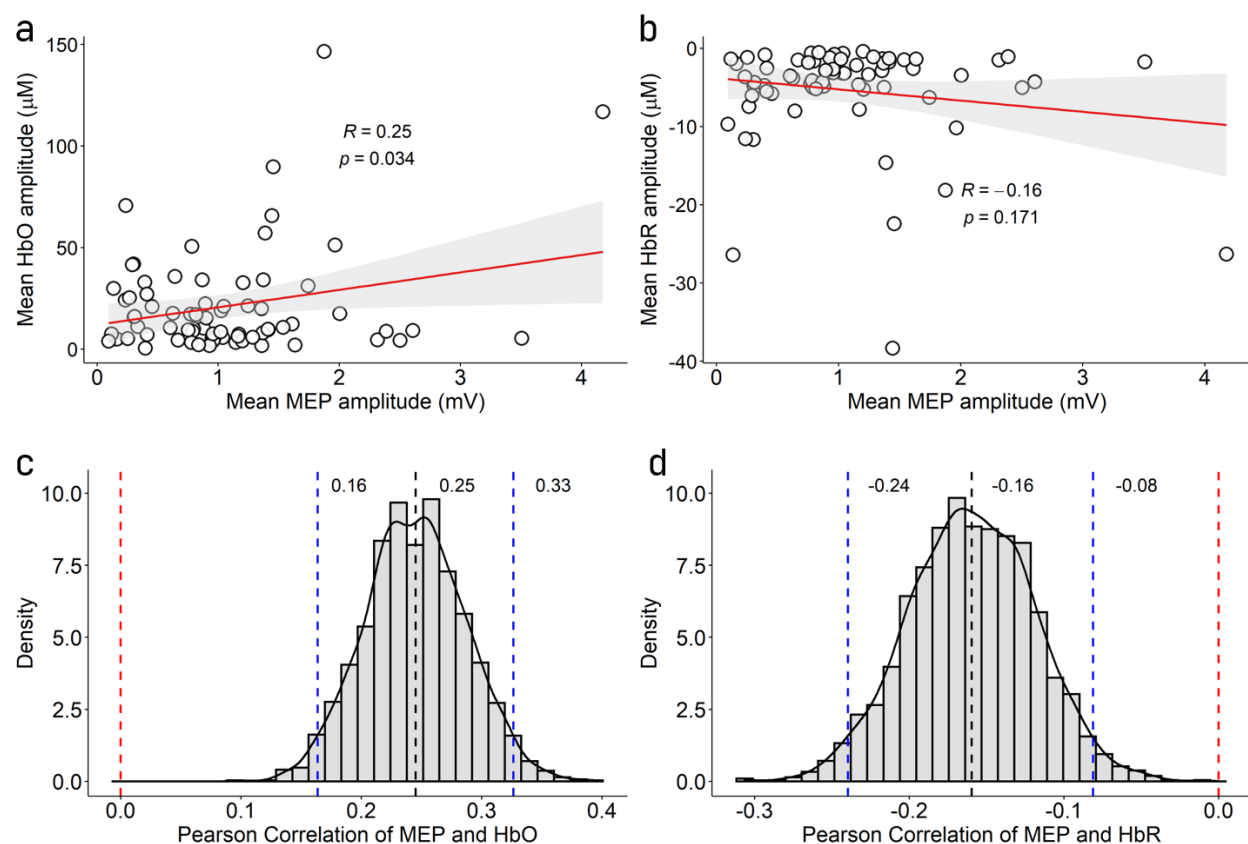 a
150
100
50
0
Mean HbO amplitude (μM)
R = 0.25
p = 0.034
0 1 2 3 4
Mean MEP amplitude (mV)
b
0
-10
-20
-30
-40
Mean HbR amplitude (μM)
R = −0.16
p = 0.171
0 1 2 3 4
Mean MEP amplitude (mV)
c
10.0
7.5
5.0
2.5
0.0
Density
0.16 0.25 0.33
0.0 0.1 0.2 0.3 0.4
Pearson Correlation of MEP and HbO
d
10.0
7.5
5.0
2.5
0.0
Density
-0.24 -0.16 -0.08
-0.3 -0.2 -0.1 0.0
Pearson Correlation of MEP and HbR